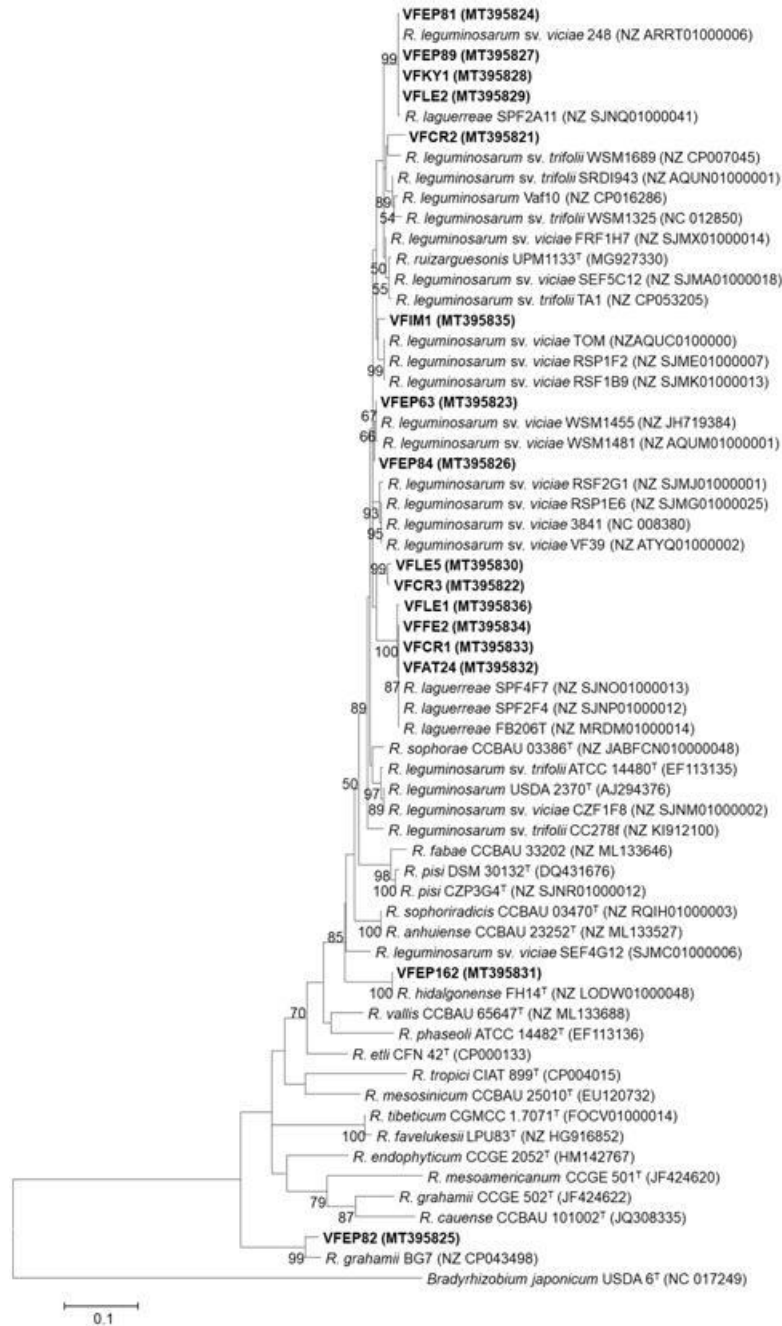 VFEP81 (MT395824)
R. leguminosarum sv. viciae 248 (NZ ARRT01000006)
VFEP89 (MT395827)
99
VFKY1 (MT395828)
VFLE2 (MT395829)
R. laguerreae SPF2A11 (NZ SJNQ01000041)
VFCR2 (MT395821)
R. leguminosarum sv. trifolii WSM1689 (NZ CP007045)
R. leguminosarum sv. trifolii SRDI943 (NZ AQUN01000001)
89
R. leguminosarum Vaf10 (NZ CP016286)
54
R. leguminosarum sv. trifolii WSM1325 (NC 012850)
R. leguminosarum sv. viciae FRF1H7 (NZ SJMX01000014)
R. ruizarguesonis UPM1133ᵀ (MG927330)
50
R. leguminosarum sv. viciae SEF5C12 (NZ SJMA01000018)
55
R. leguminosarum sv. trifolii TA1 (NZ CP053205)
VFIM1 (MT395835)
R. leguminosarum sv. viciae TOM (NZAQUC0100000)
R. leguminosarum sv. viciae RSP1F2 (NZ SJME01000007)
99
R. leguminosarum sv. viciae RSF1B9 (NZ SJMK01000013)
VFEP63 (MT395823)
67
R. leguminosarum sv. viciae WSM1455 (NZ JH719384)
66
R. leguminosarum sv. viciae WSM1481 (NZ AQUM01000001)
VFEP84 (MT395826)
R. leguminosarum sv. viciae RSF2G1 (NZ SJMJ01000001)
R. leguminosarum sv. viciae RSP1E6 (NZ SJMG01000025)
93
R. leguminosarum sv. viciae 3841 (NC 008380)
95
R. leguminosarum sv. viciae VF39 (NZ ATYQ01000002)
99
VFLE5 (MT395830)
VFCR3 (MT395822)
VFLE1 (MT395836)
VFFE2 (MT395834)
VFCR1 (MT395833)
100
VFAT24 (MT395832)
87
R. laguerreae SPF4F7 (NZ SJNO01000013)
R. laguerreae SPF2F4 (NZ SJNP01000012)
89
R. laguerreae FB206T (NZ MRDM01000014)
R. sophorae CCBAU 03386ᵀ (NZ JABFCN010000048)
R. leguminosarum sv. trifolii ATCC 14480ᵀ (EF113135)
50
R. leguminosarum USDA 2370ᵀ (AJ294376)
97
89
R. leguminosarum sv. viciae CZF1F8 (NZ SJNM01000002)
R. leguminosarum sv. trifolii CC278f (NZ KI912100)
R. fabae CCBAU 33202 (NZ ML133646)
98
R. pisi DSM 30132ᵀ (DQ431676)
100
R. pisi CZP3G4ᵀ (NZ SJNR01000012)
R. sophoriradicis CCBAU 03470ᵀ (NZ RQIH01000003)
100
R. anhuiense CCBAU 23252ᵀ (NZ ML133527)
85
R. leguminosarum sv. viciae SEF4G12 (SJMC01000006)
VFEP162 (MT395831)
100
R. hidalgonense FH14ᵀ (NZ LODW01000048)
70
R. vallis CCBAU 65647ᵀ (NZ ML133688)
R. phaseoli ATCC 14482ᵀ (EF113136)
R. etli CFN 42ᵀ (CP000133)
R. tropici CIAT 899ᵀ (CP004015)
R. mesosinicum CCBAU 25010ᵀ (EU120732)
R. tibeticum CGMCC 1.7071ᵀ (FOCV01000014)
100
R. favelukesii LPU83ᵀ (NZ HG916852)
R. endophyticum CCGE 2052ᵀ (HM142767)
R. mesoamericanum CCGE 501ᵀ (JF424620)
79
R. grahamii CCGE 502ᵀ (JF424622)
87
R. cauense CCBAU 101002ᵀ (JQ308335)
VFEP82 (MT395825)
99
R. grahamii BG7 (NZ CP043498)
Bradyrhizobium japonicum USDA 6ᵀ (NC 017249)
0.1